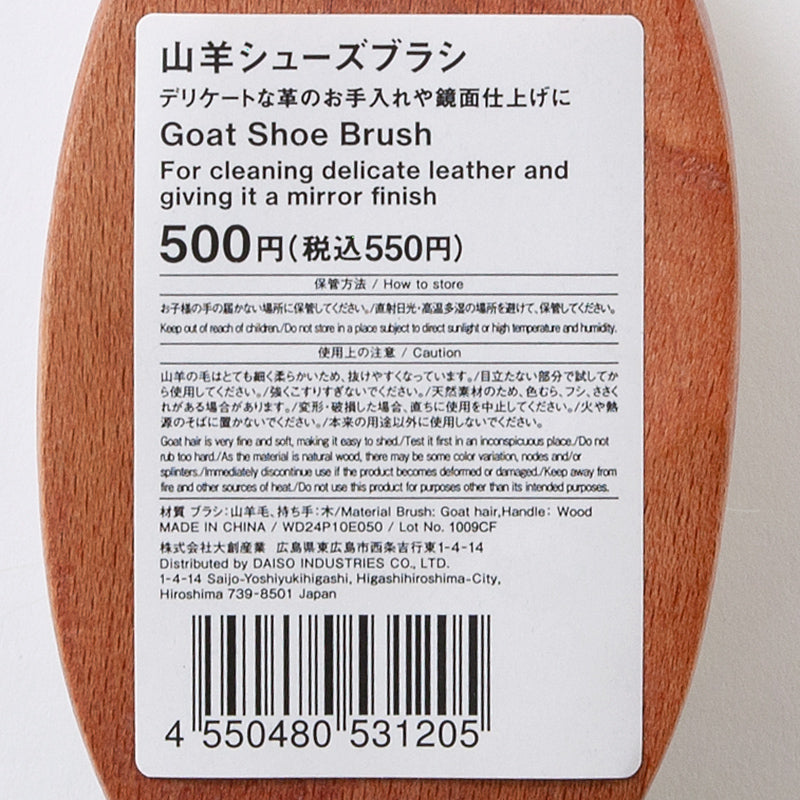 山羊シューズブラシ
デリケートな革のお手入れや鏡面仕上げに
Goat Shoe Brush
For cleaning delicate leather and
giving it a mirror finish
500円(税込550円)
保管方法 / How to store
お子様の手の届かない場所に保管してください。/直射日光・高温多湿の場所を避けて、保管してください。
Keep out of reach of children./Do not store in a place subject to direct sunlight or high temperature and humidity.
使用上の注意 / Caution
山羊の毛はとても細く柔らかいため、抜けやすくなっています。/目立たない部分で試してか
ら使用してください。/強くこすりすぎないでください。/天然素材のため、色むら、フシ、ささく
れがある場合があります。/変形・破損した場合、直ちに使用を中止してください。/火や熱
源のそばに置かないでください。/本来の用途以外に使用しないでください。
Goat hair is very fine and soft, making it easy to shed./Test it first in an inconspicuous place./Do not
rub too hard./As the material is natural wood, there may be some color variation, nodes and/or
splinters./Immediately discontinue use if the product becomes deformed or damaged./Keep away from
fire and other sources of heat./Do not use this product for purposes other than its intended purposes.
材質 ブラシ:山羊毛、持ち手:木/Material Brush: Goat hair,Handle: Wood
MADE IN CHINA / WD24P10E050 / Lot No. 1009CF
株式会社大創産業 広島県東広島市西条吉行東1-4-14
Distributed by DAISO INDUSTRIES CO., LTD.
1-4-14 Saijo-Yoshiyukihigashi, Higashihiroshima-City,
Hiroshima 739-8501 Japan
4 550480 531205